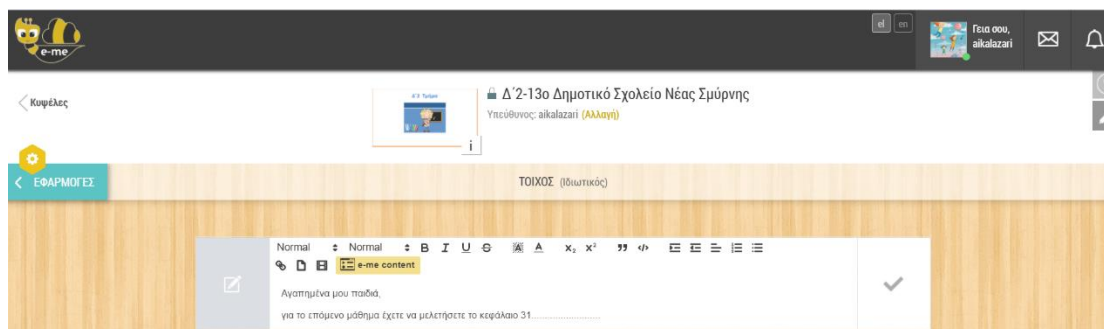 e-me
el en
Γεια σου,
aikalazari
Κυψέλες
Δ΄2-13ο Δημοτικό Σχολείο Νέας Σμύρνης
Υπεύθυνος: aikalazari (Αλλαγή)
i
ΕΦΑΡΜΟΓΕΣ
ΤΟΙΧΟΣ (Ιδιωτικός)
Normal Normal B I U S A A x₂ x² ” </>
e-me content
Αγαπημένα μου παιδιά,
για το επόμενο μάθημα έχετε να μελετήσετε το κεφάλαιο 31..........................